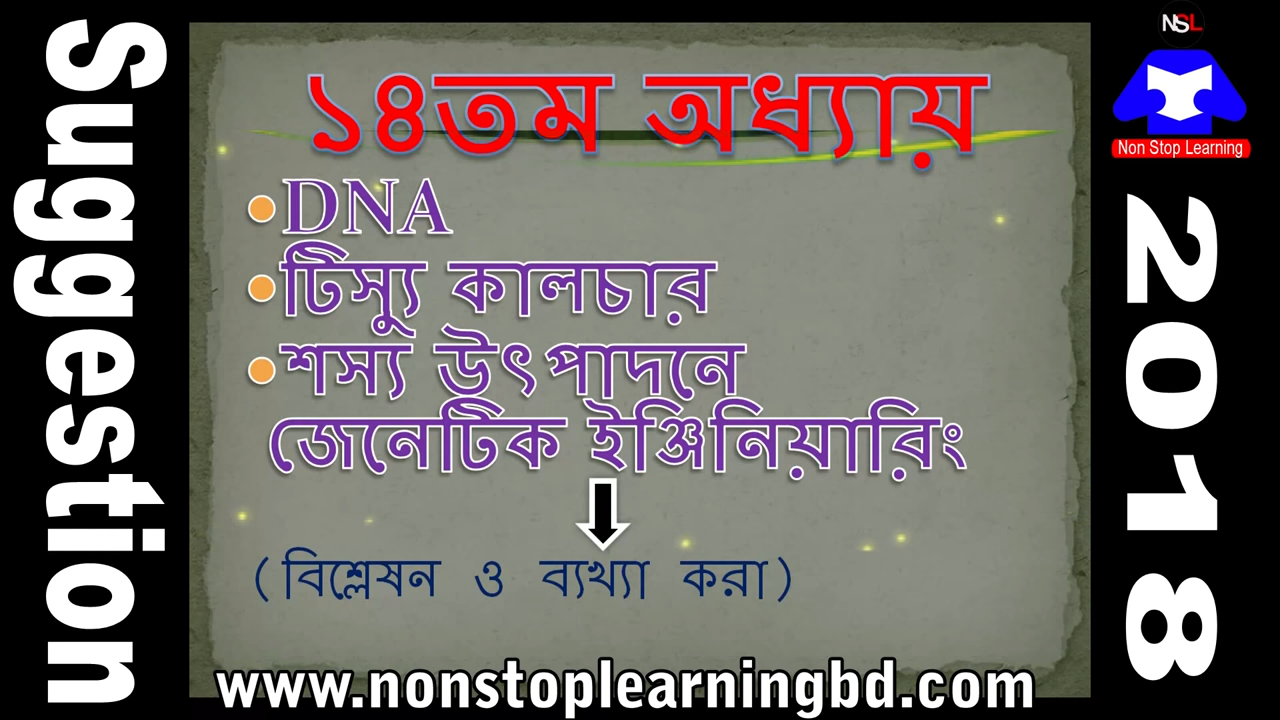 Suggestion
১৪তম অধ্যায়
•DNA
•টিস্যু কালচার
•শস্য উৎপাদনে
জেনেটিক ইঞ্জিনিয়ারিং
(বিশ্লেষন ও ব্যখ্যা করা)
www.nonstoplearningbd.com
NSL
Non Stop Learning
2018